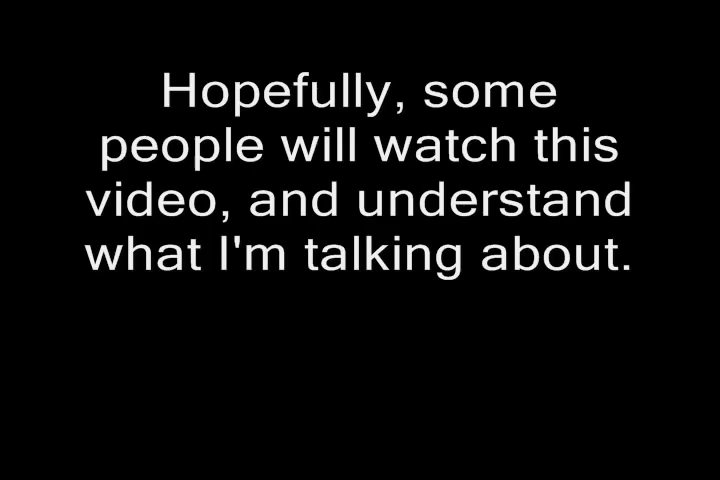 Hopefully, some
people will watch this
video, and understand
what I'm talking about.